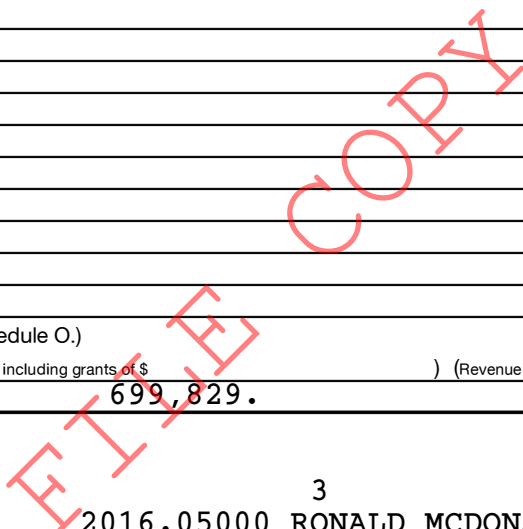 FILE COPY
edule O.)
including grants of $ ) (Revenue
699,829.
3
2016.05000 RONALD MCDON